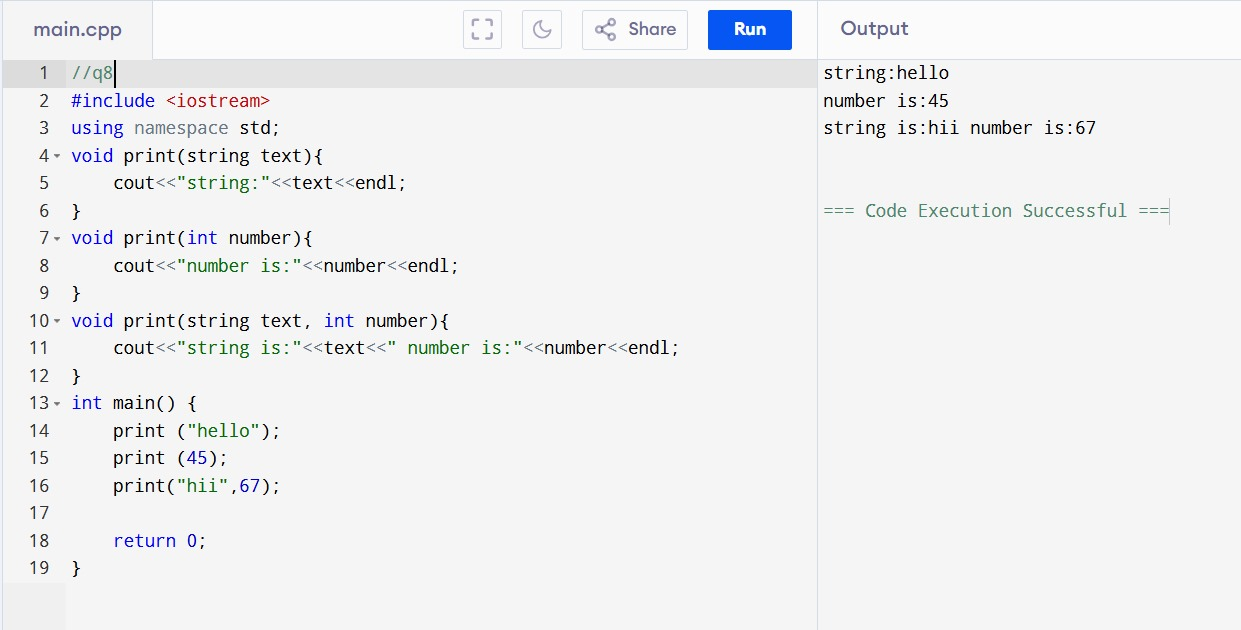 main.cpp
Share
Run
Output
1 //q8
2 #include <iostream>
3 using namespace std;
4 void print(string text){
5     cout<<"string:"<<text<<endl;
6 }
7 void print(int number){
8     cout<<"number is:"<<number<<endl;
9 }
10 void print(string text, int number){
11     cout<<"string is:"<<text<<" number is:"<<number<<endl;
12 }
13 int main() {
14     print ("hello");
15     print (45);
16     print("hii",67);
17
18     return 0;
19 }
string:hello
number is:45
string is:hii number is:67
=== Code Execution Successful ===